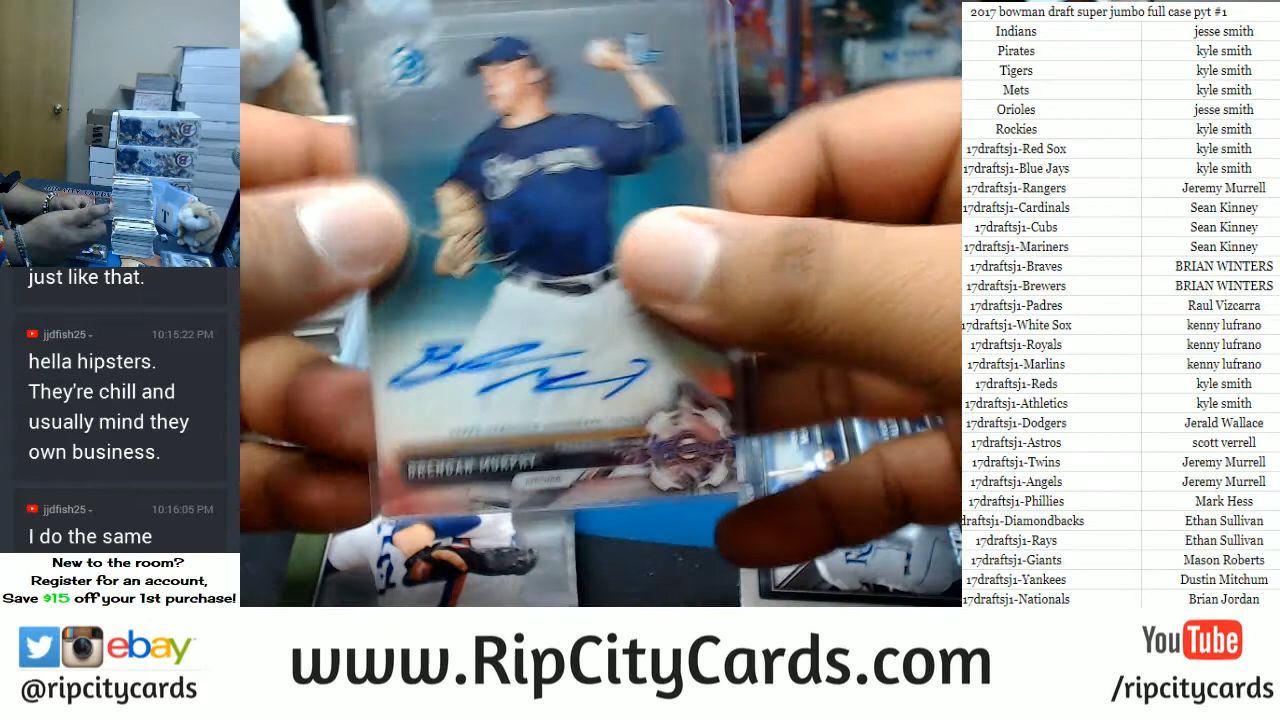 just like that.
jjdfish25 - 10:15:22 PM
hella hipsters.
They're chill and
usually mind they
own business.
jjdfish25 - 10:16:05 PM
I do the same
New to the room?
Register for an account,
Save $15 off your 1st purchase!
BRENDAN MURPHY
2017 bowman draft super jumbo full case pyt #1
Indians jesse smith
Pirates kyle smith
Tigers kyle smith
Mets kyle smith
Orioles jesse smith
Rockies kyle smith
17draftsj1-Red Sox kyle smith
17draftsj1-Blue Jays kyle smith
17draftsj1-Rangers Jeremy Murrell
17draftsj1-Cardinals Sean Kinney
17draftsj1-Cubs Sean Kinney
17draftsj1-Mariners Sean Kinney
17draftsj1-Braves BRIAN WINTERS
17draftsj1-Brewers BRIAN WINTERS
17draftsj1-Padres Raul Vizcarra
17draftsj1-White Sox kenny lufrano
17draftsj1-Royals kenny lufrano
17draftsj1-Marlins kenny lufrano
17draftsj1-Reds kyle smith
17draftsj1-Athletics kyle smith
17draftsj1-Dodgers Jerald Wallace
17draftsj1-Astros scott verrell
17draftsj1-Twins Jeremy Murrell
17draftsj1-Angels Jeremy Murrell
17draftsj1-Phillies Mark Hess
draftsj1-Diamondbacks Ethan Sullivan
17draftsj1-Rays Ethan Sullivan
17draftsj1-Giants Mason Roberts
17draftsj1-Yankees Dustin Mitchum
17draftsj1-Nationals Brian Jordan
ebay
@ripcitycards
www.RipCityCards.com
YouTube
/ripcitycards